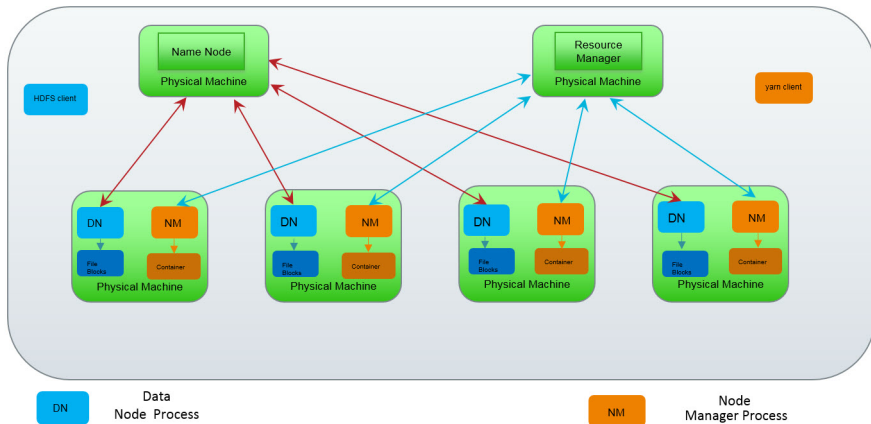 Name Node
Physical Machine
Resource
Manager
Physical Machine
HDFS client
yarn client
DN
NM
File
Blocks
Container
Physical Machine
DN
NM
File
Blocks
Container
Physical Machine
DN
NM
File
Blocks
Container
Physical Machine
DN
NM
File
Blocks
Container
Physical Machine
DN
Data
Node Process
NM
Node
Manager Process